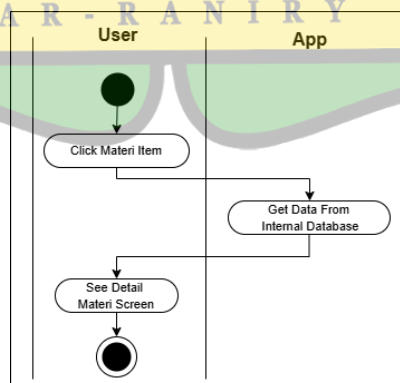 AR-RANIRY
User
App
Click Materi Item
Get Data From
Internal Database
See Detail
Materi Screen